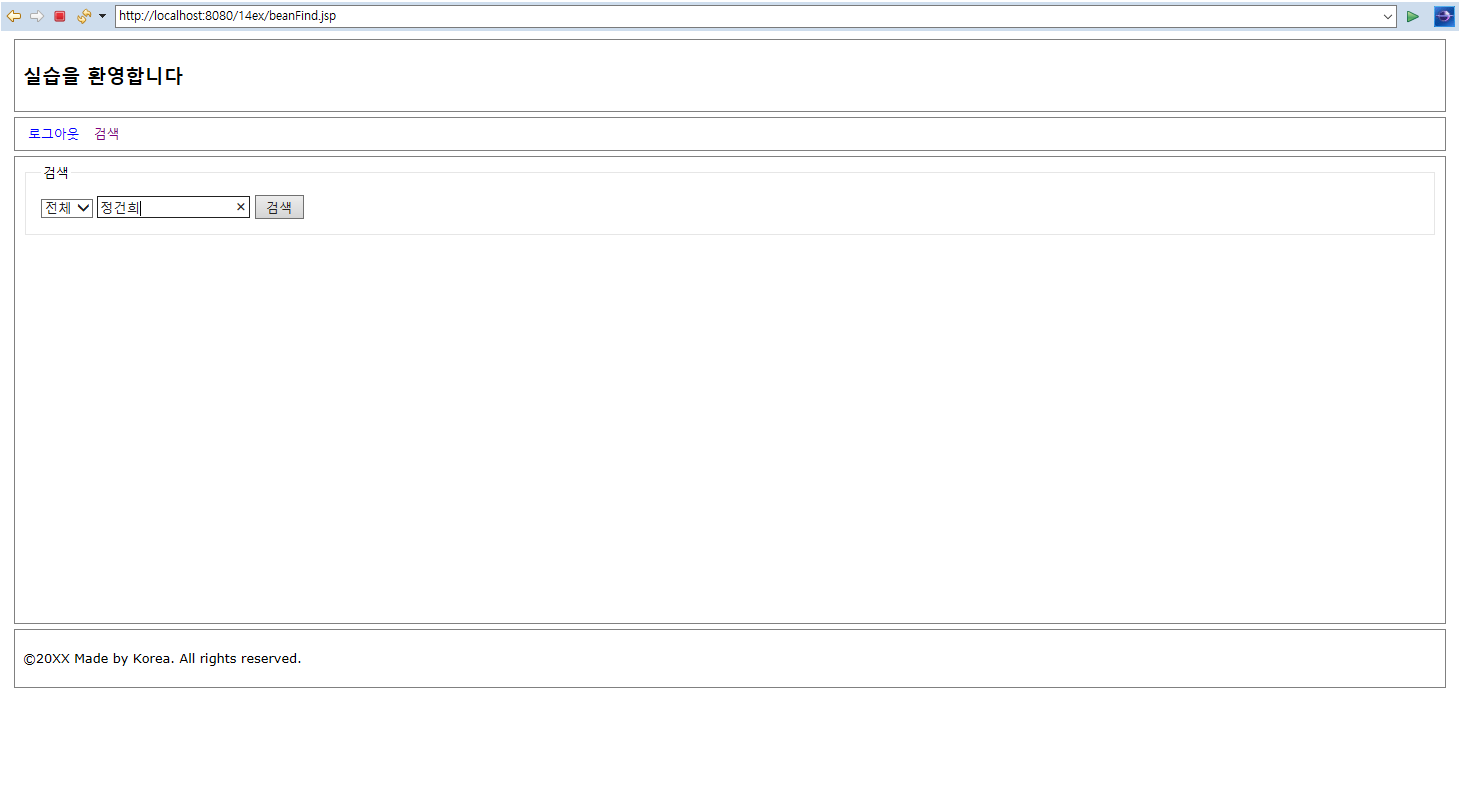 http://localhost:8080/14ex/beanFind.jsp
실습을 환영합니다
로그아웃 검색
검색
전체 정건희 × 검색
©20XX Made by Korea. All rights reserved.